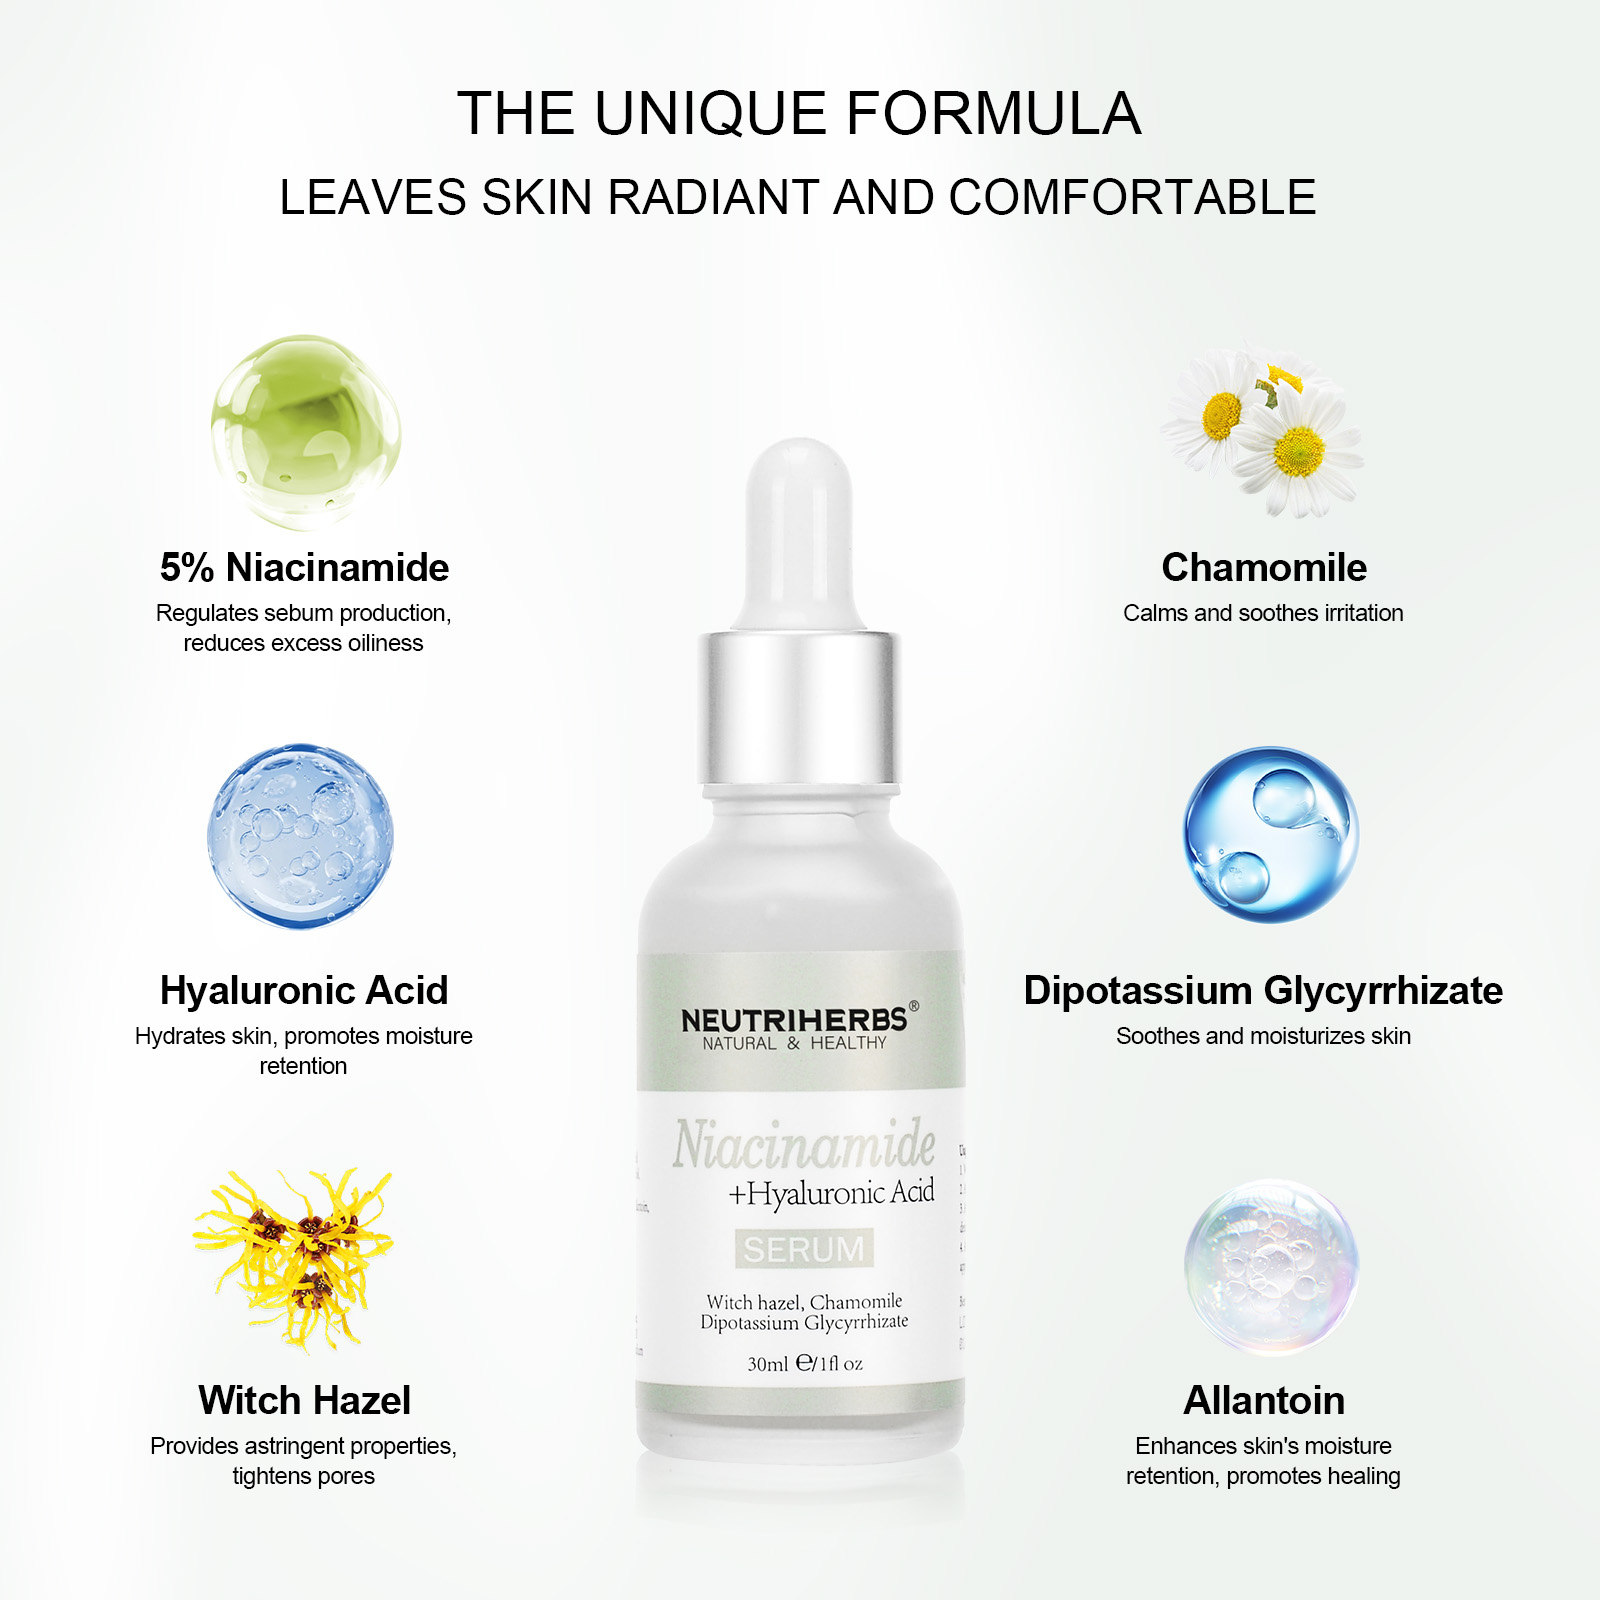 THE UNIQUE FORMULA
LEAVES SKIN RADIANT AND COMFORTABLE
5% Niacinamide
Regulates sebum production,
reduces excess oiliness
Hyaluronic Acid
Hydrates skin, promotes moisture
retention
Witch Hazel
Provides astringent properties,
tightens pores
NEUTRIHERBS®
NATURAL & HEALTHY
Niacinamide
+Hyaluronic Acid
SERUM
Witch hazel, Chamomile
Dipotassium Glycyrrhizate
30ml ℮/1fl oz
Chamomile
Calms and soothes irritation
Dipotassium Glycyrrhizate
Soothes and moisturizes skin
Allantoin
Enhances skin's moisture
retention, promotes healing